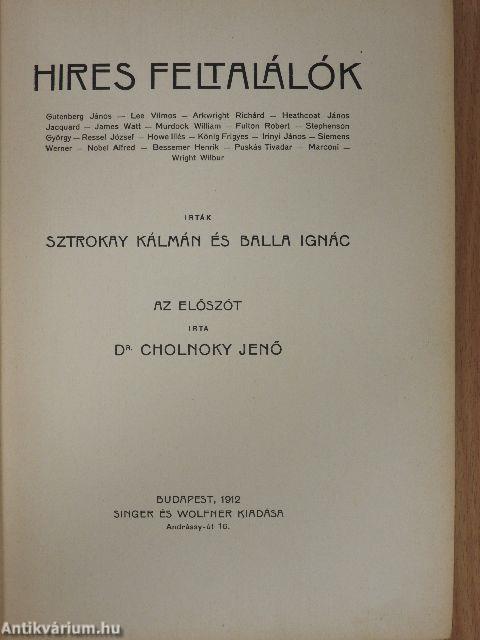 HIRES FELTALÁLÓK
Gutenberg János — Lee Vilmos — Arkwright Richárd — Heathcoat János
Jacquard — James Watt — Murdock William — Fulton Robert — Stephenson
György — Ressel József — Howe Illés — König Frigyes — Irinyi János — Siemens
Werner — Nobel Alfred — Bessemer Henrik — Puskás Tivadar — Marconi —
Wright Wilbur
IRTÁK
SZTROKAY KÁLMÁN ÉS BALLA IGNÁC
AZ ELŐSZÓT
IRTA
DR. CHOLNOKY JENŐ
BUDAPEST, 1912
SINGER ÉS WOLFNER KIADÁSA
Andrássy-út 16.
Antikvárium.hu